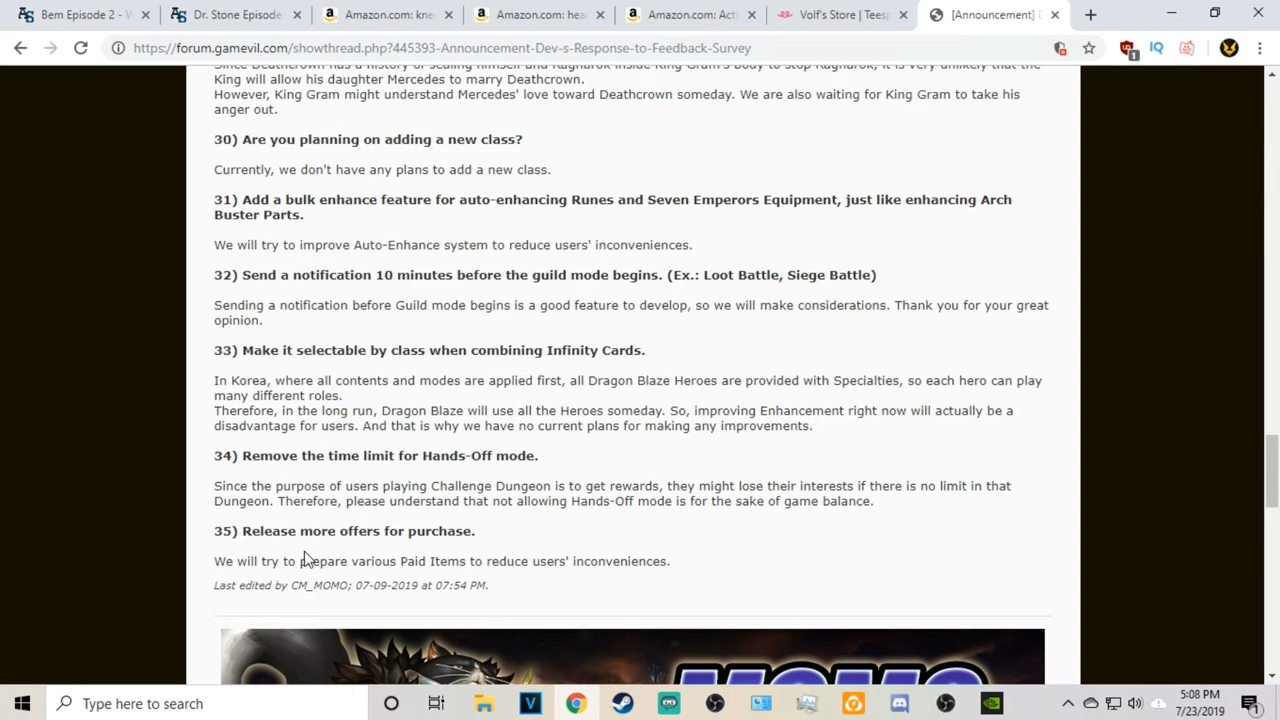 Bem Episode 2 - W
Dr. Stone Episode
Amazon.com: kne
Amazon.com: hea
Amazon.com: Acti
Volf's Store | Teesp
[Announcement] D
https://forum.gamevil.com/showthread.php?445393-Announcement-Dev-s-Response-to-Feedback-Survey
Since Deathcrown has a history of sealing himself and Ragnarok inside King Gram's body to stop Ragnarok, it is very unlikely that the
King will allow his daughter Mercedes to marry Deathcrown.
However, King Gram might understand Mercedes' love toward Deathcrown someday. We are also waiting for King Gram to take his
anger out.
30) Are you planning on adding a new class?
Currently, we don't have any plans to add a new class.
31) Add a bulk enhance feature for auto-enhancing Runes and Seven Emperors Equipment, just like enhancing Arch
Buster Parts.
We will try to improve Auto-Enhance system to reduce users' inconveniences.
32) Send a notification 10 minutes before the guild mode begins. (Ex.: Loot Battle, Siege Battle)
Sending a notification before Guild mode begins is a good feature to develop, so we will make considerations. Thank you for your great
opinion.
33) Make it selectable by class when combining Infinity Cards.
In Korea, where all contents and modes are applied first, all Dragon Blaze Heroes are provided with Specialties, so each hero can play
many different roles.
Therefore, in the long run, Dragon Blaze will use all the Heroes someday. So, improving Enhancement right now will actually be a
disadvantage for users. And that is why we have no current plans for making any improvements.
34) Remove the time limit for Hands-Off mode.
Since the purpose of users playing Challenge Dungeon is to get rewards, they might lose their interests if there is no limit in that
Dungeon. Therefore, please understand that not allowing Hands-Off mode is for the sake of game balance.
35) Release more offers for purchase.
We will try to prepare various Paid Items to reduce users' inconveniences.
Last edited by CM_MOMO; 07-09-2019 at 07:54 PM.
Type here to search
5:08 PM
7/23/2019